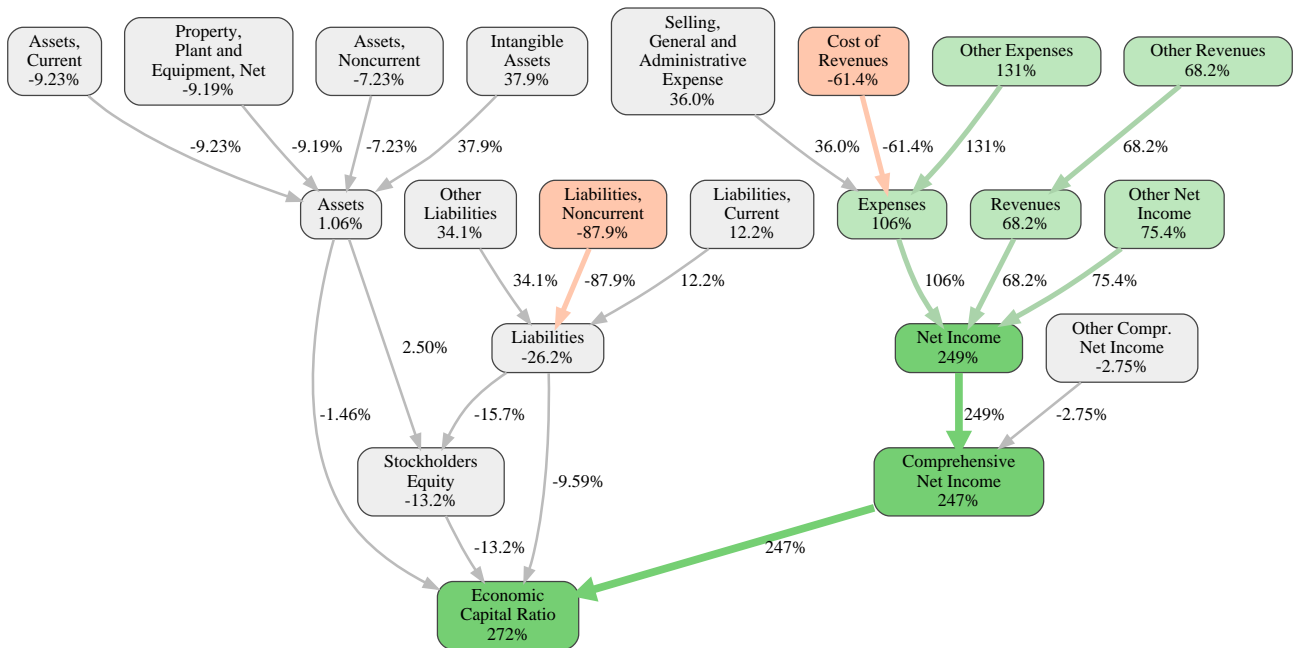 Assets,
Current
-9.23%
Property,
Plant and
Equipment, Net
-9.19%
Assets,
Noncurrent
-7.23%
Intangible
Assets
37.9%
Selling,
General and
Administrative
Expense
36.0%
Cost of
Revenues
-61.4%
Other Expenses
131%
Other Revenues
68.2%
-9.23%
-9.19%
-7.23%
37.9%
36.0%
-61.4%
131%
68.2%
Assets
1.06%
Other
Liabilities
34.1%
Liabilities,
Noncurrent
-87.9%
Liabilities,
Current
12.2%
Expenses
106%
Revenues
68.2%
Other Net
Income
75.4%
34.1%
-87.9%
12.2%
106%
68.2%
75.4%
2.50%
Liabilities
-26.2%
Net Income
249%
Other Compr.
Net Income
-2.75%
-1.46%
-15.7%
249%
-2.75%
Stockholders
Equity
-13.2%
-9.59%
Comprehensive
Net Income
247%
-13.2%
247%
Economic
Capital Ratio
272%